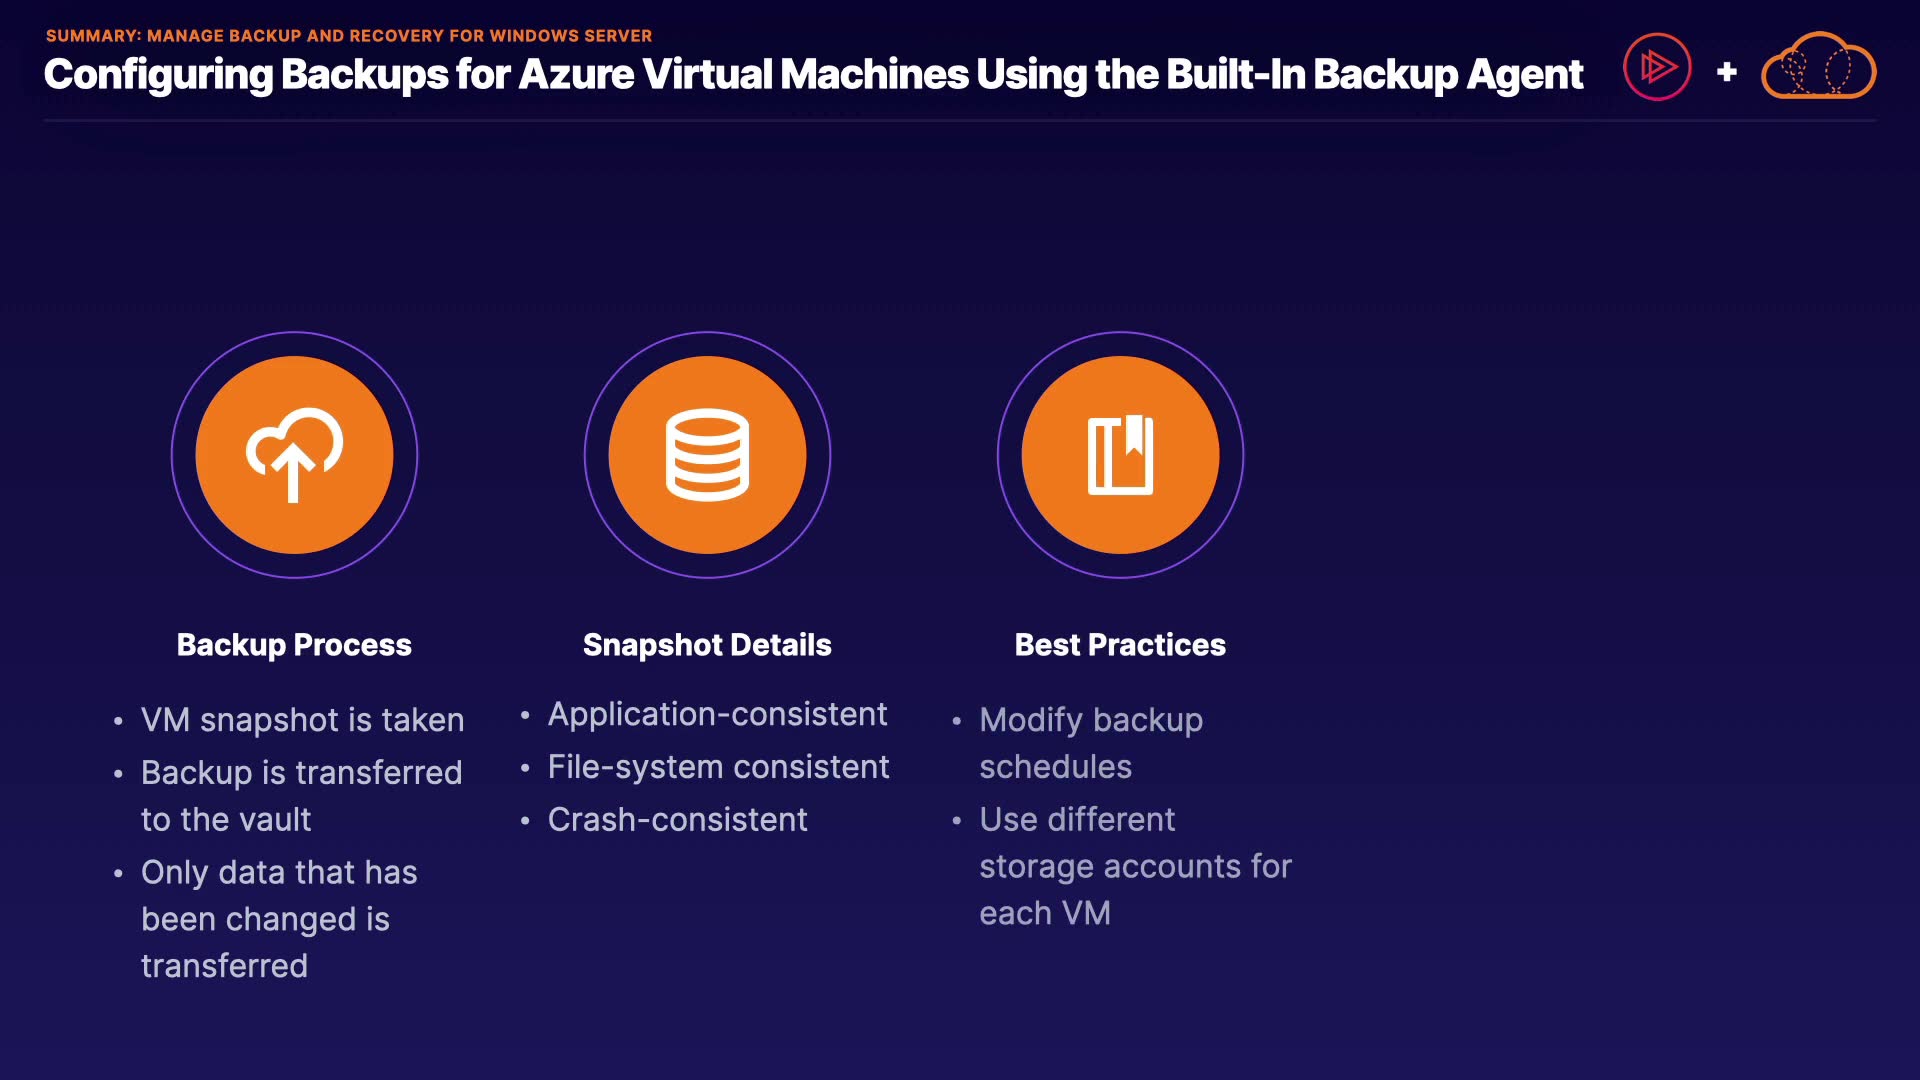 SUMMARY: MANAGE BACKUP AND RECOVERY FOR WINDOWS SERVER
Configuring Backups for Azure Virtual Machines Using the Built-In Backup Agent
+
Backup Process
• VM snapshot is taken
• Backup is transferred
to the vault
• Only data that has
been changed is
transferred
Snapshot Details
• Application-consistent
• File-system consistent
• Crash-consistent
Best Practices
• Modify backup
schedules
• Use different
storage accounts for
each VM